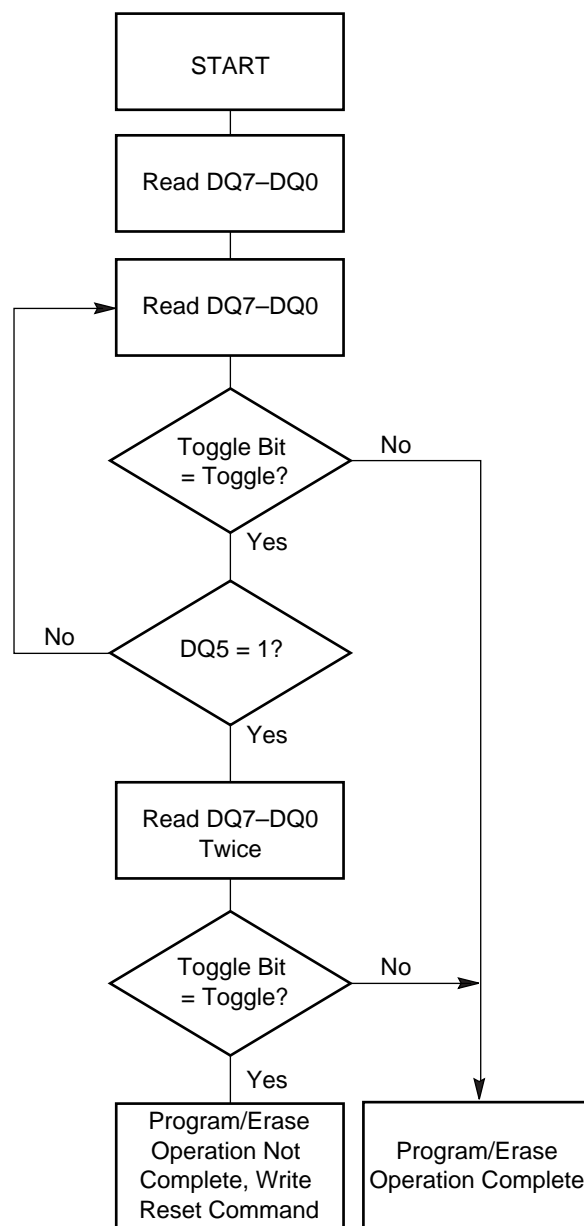 START
Read DQ7–DQ0
Read DQ7–DQ0
Toggle Bit
= Toggle?
No
Yes
No
DQ5 = 1?
Yes
Read DQ7–DQ0
Twice
Toggle Bit
= Toggle?
No
Yes
Program/Erase
Operation Not
Complete, Write
Reset Command
Program/Erase
Operation Complete